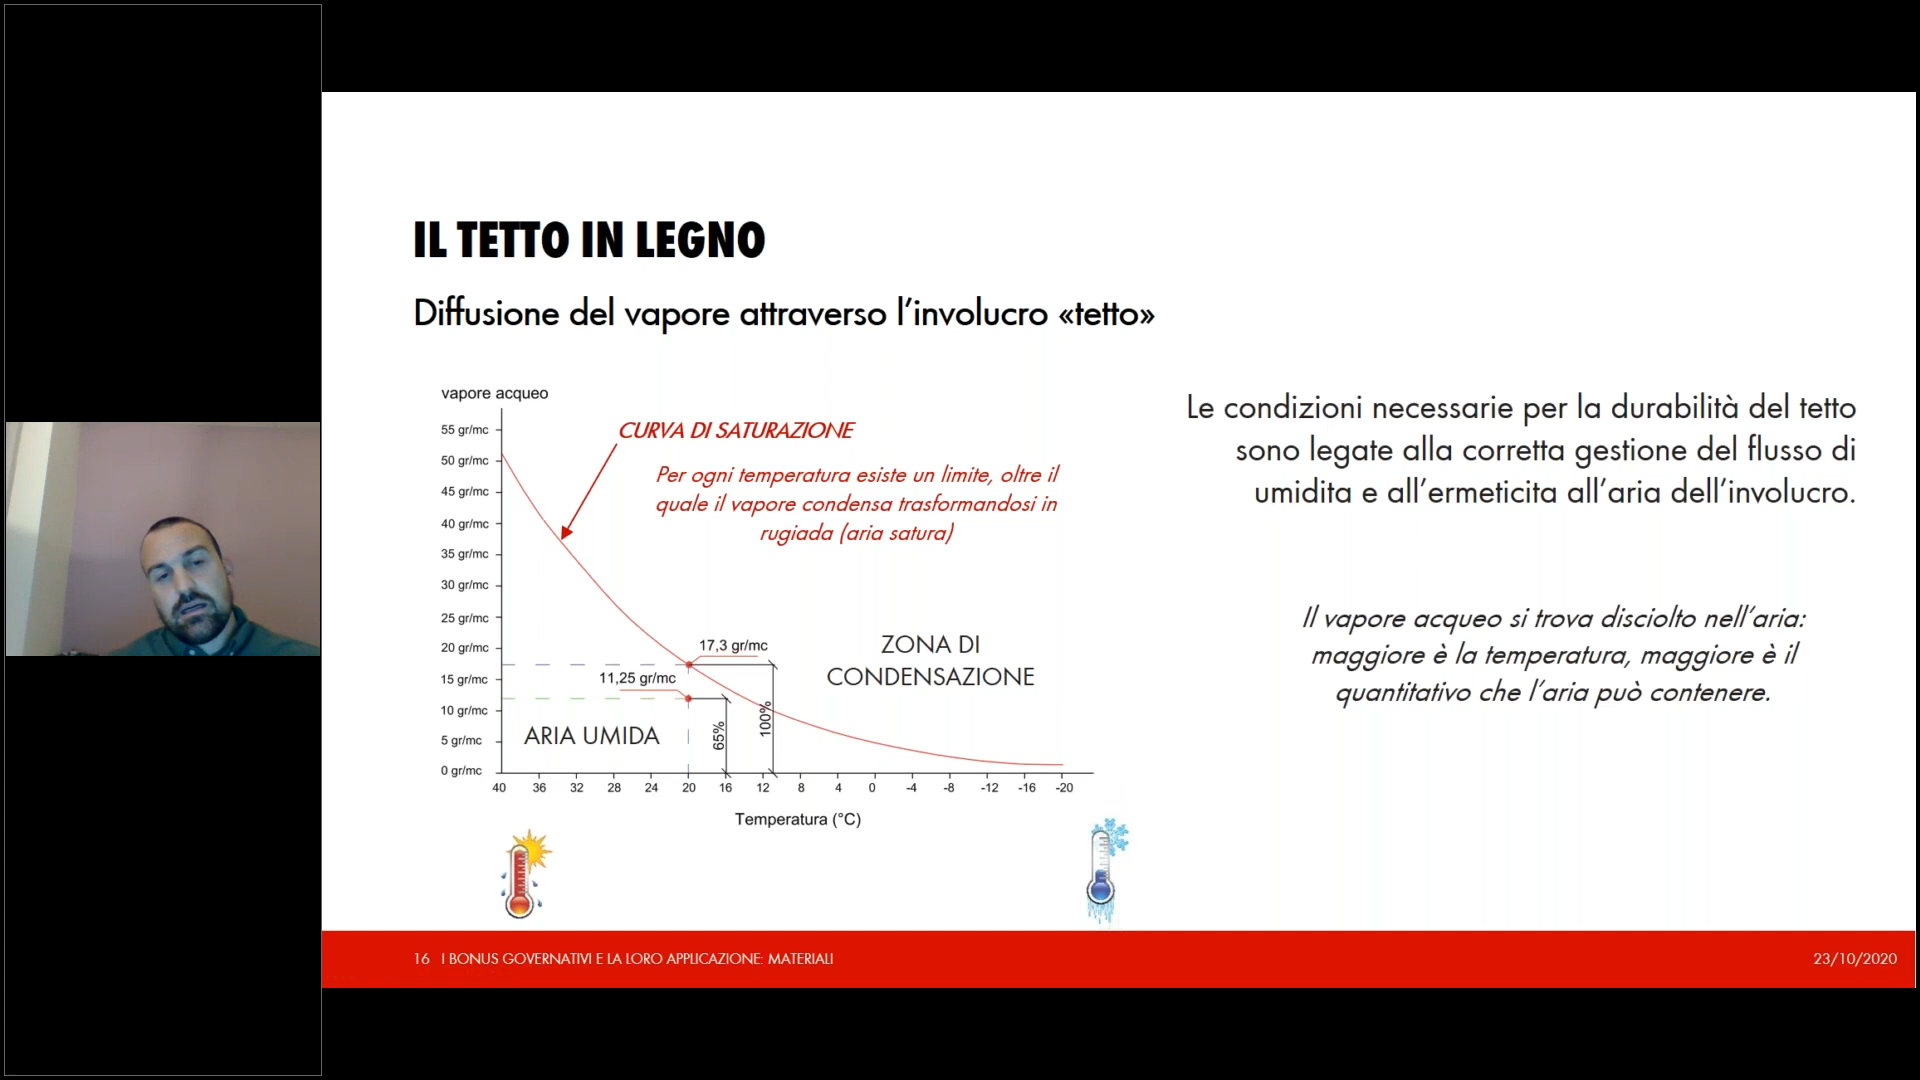 IL TETTO IN LEGNO
Diffusione del vapore attraverso l'involucro «tetto»
vapore acqueo
55 gr/mc
50 gr/mc
45 gr/mc
40 gr/mc
35 gr/mc
30 gr/mc
25 gr/mc
20 gr/mc
15 gr/mc
10 gr/mc
5 gr/mc
0 gr/mc
CURVA DI SATURAZIONE
Per ogni temperatura esiste un limite, oltre il
quale il vapore condensa trasformandosi in
rugiada (aria satura)
17,3 gr/mc
11,25 gr/mc
ZONA DI
CONDENSAZIONE
ARIA UMIDA
65%
100%
40 36 32 28 24 20 16 12 8 4 0 -4 -8 -12 -16 -20
Temperatura (°C)
Le condizioni necessarie per la durabilità del tetto
sono legate alla corretta gestione del flusso di
umidita e all'ermeticita all'aria dell'involucro.
Il vapore acqueo si trova disciolto nell'aria:
maggiore è la temperatura, maggiore è il
quantitativo che l'aria può contenere.
16 I BONUS GOVERNATIVI E LA LORO APPLICAZIONE: MATERIALI
23/10/2020